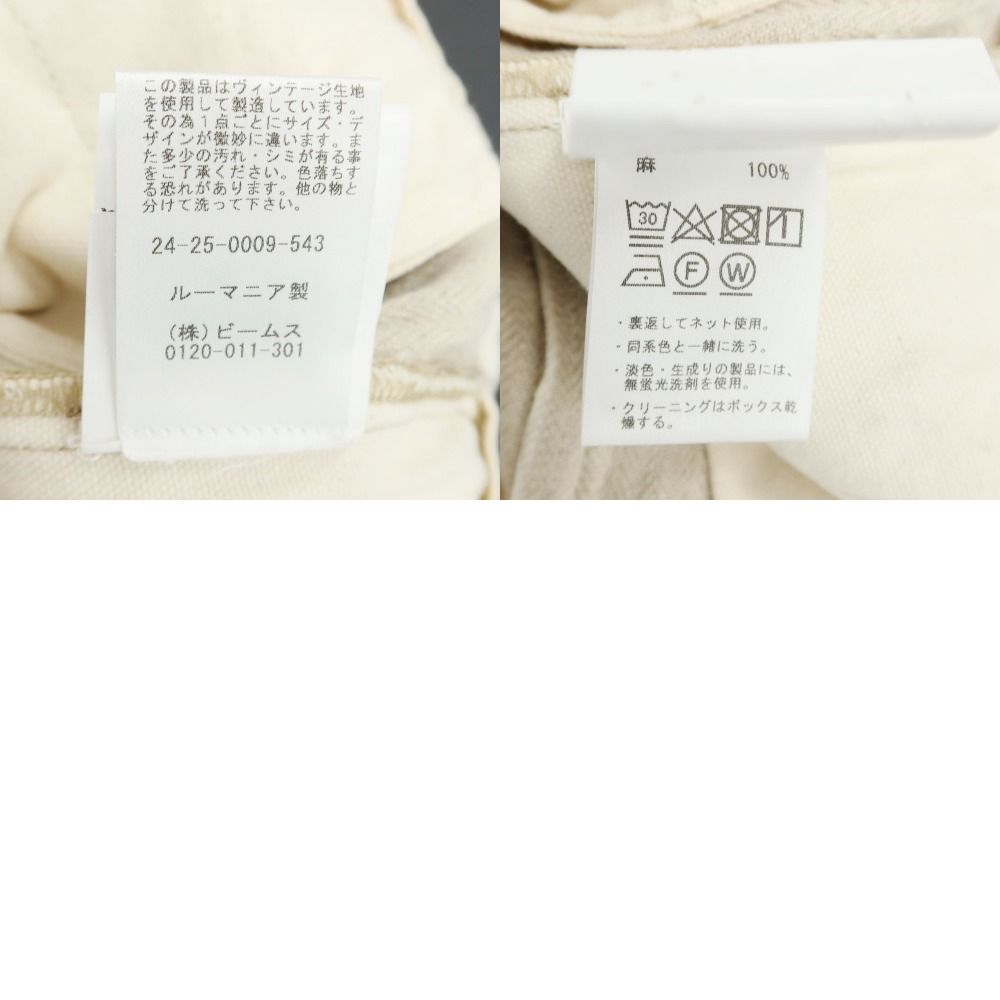 この製品はヴィンテージ生地
を使用して製造しています。
その為1点ごとにサイズ・デ
ザインが微妙に違います。ま
た多少の汚れ・シミが有る事
をご了承ください。色落ちす
る恐れがあります。他の物と
分けて洗って下さい。
24-25-0009-543
ルーマニア製
(株)ビームス
0120-011-301
麻 100%
30
F W
・裏返してネット使用。
・同系色と一緒に洗う。
・淡色・生成りの製品には、
無蛍光洗剤を使用。
・クリーニングはボックス乾
燥する。